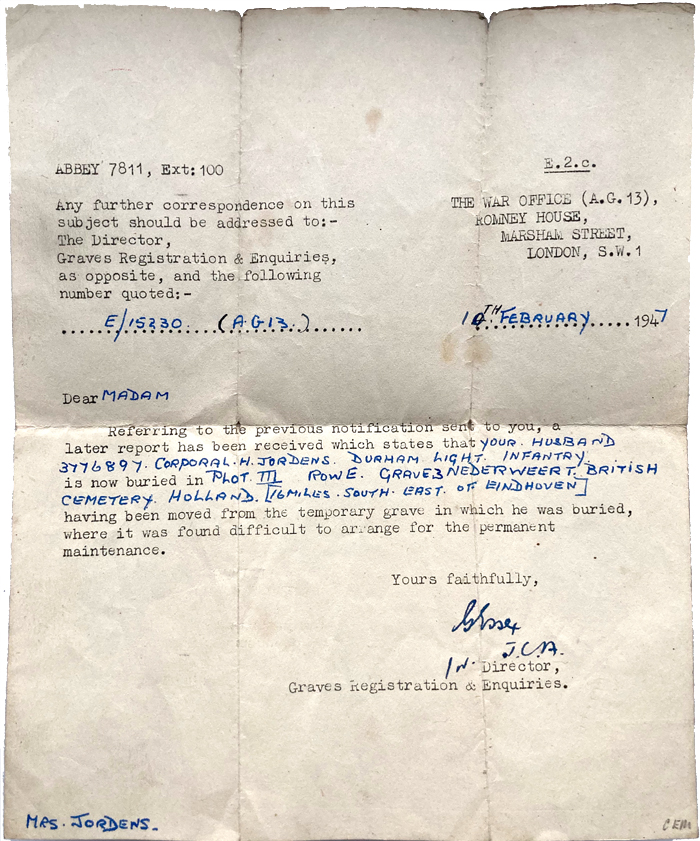 ABBEY 7811, Ext: 100
E.2.c.
Any further correspondence on this
subject should be addressed to:-
The Director,
Graves Registration & Enquiries,
as opposite, and the following
number quoted:-
THE WAR OFFICE (A.G.13),
ROMNEY HOUSE,
MARSHAM STREET,
LONDON, S.W.1
E/15230 (A.G.13.)
TH FEBRUARY 1947
Dear MADAM
Referring to the previous notification sent to you, a
later report has been received which states that YOUR HUSBAND
3776897. CORPORAL. H. JORDENS. DURHAM LIGHT. INFANTRY.
is now buried in PLOT. III ROW E. GRAVE 3 NEDERWEERT. BRITISH
CEMETERY. HOLLAND. [16 MILES. SOUTH. EAST. OF EINDHOVEN]
having been moved from the temporary grave in which he was buried,
where it was found difficult to arrange for the permanent
maintenance.
Yours faithfully,
Director,
Graves Registration & Enquiries.
MRS. JORDENS.
CEM